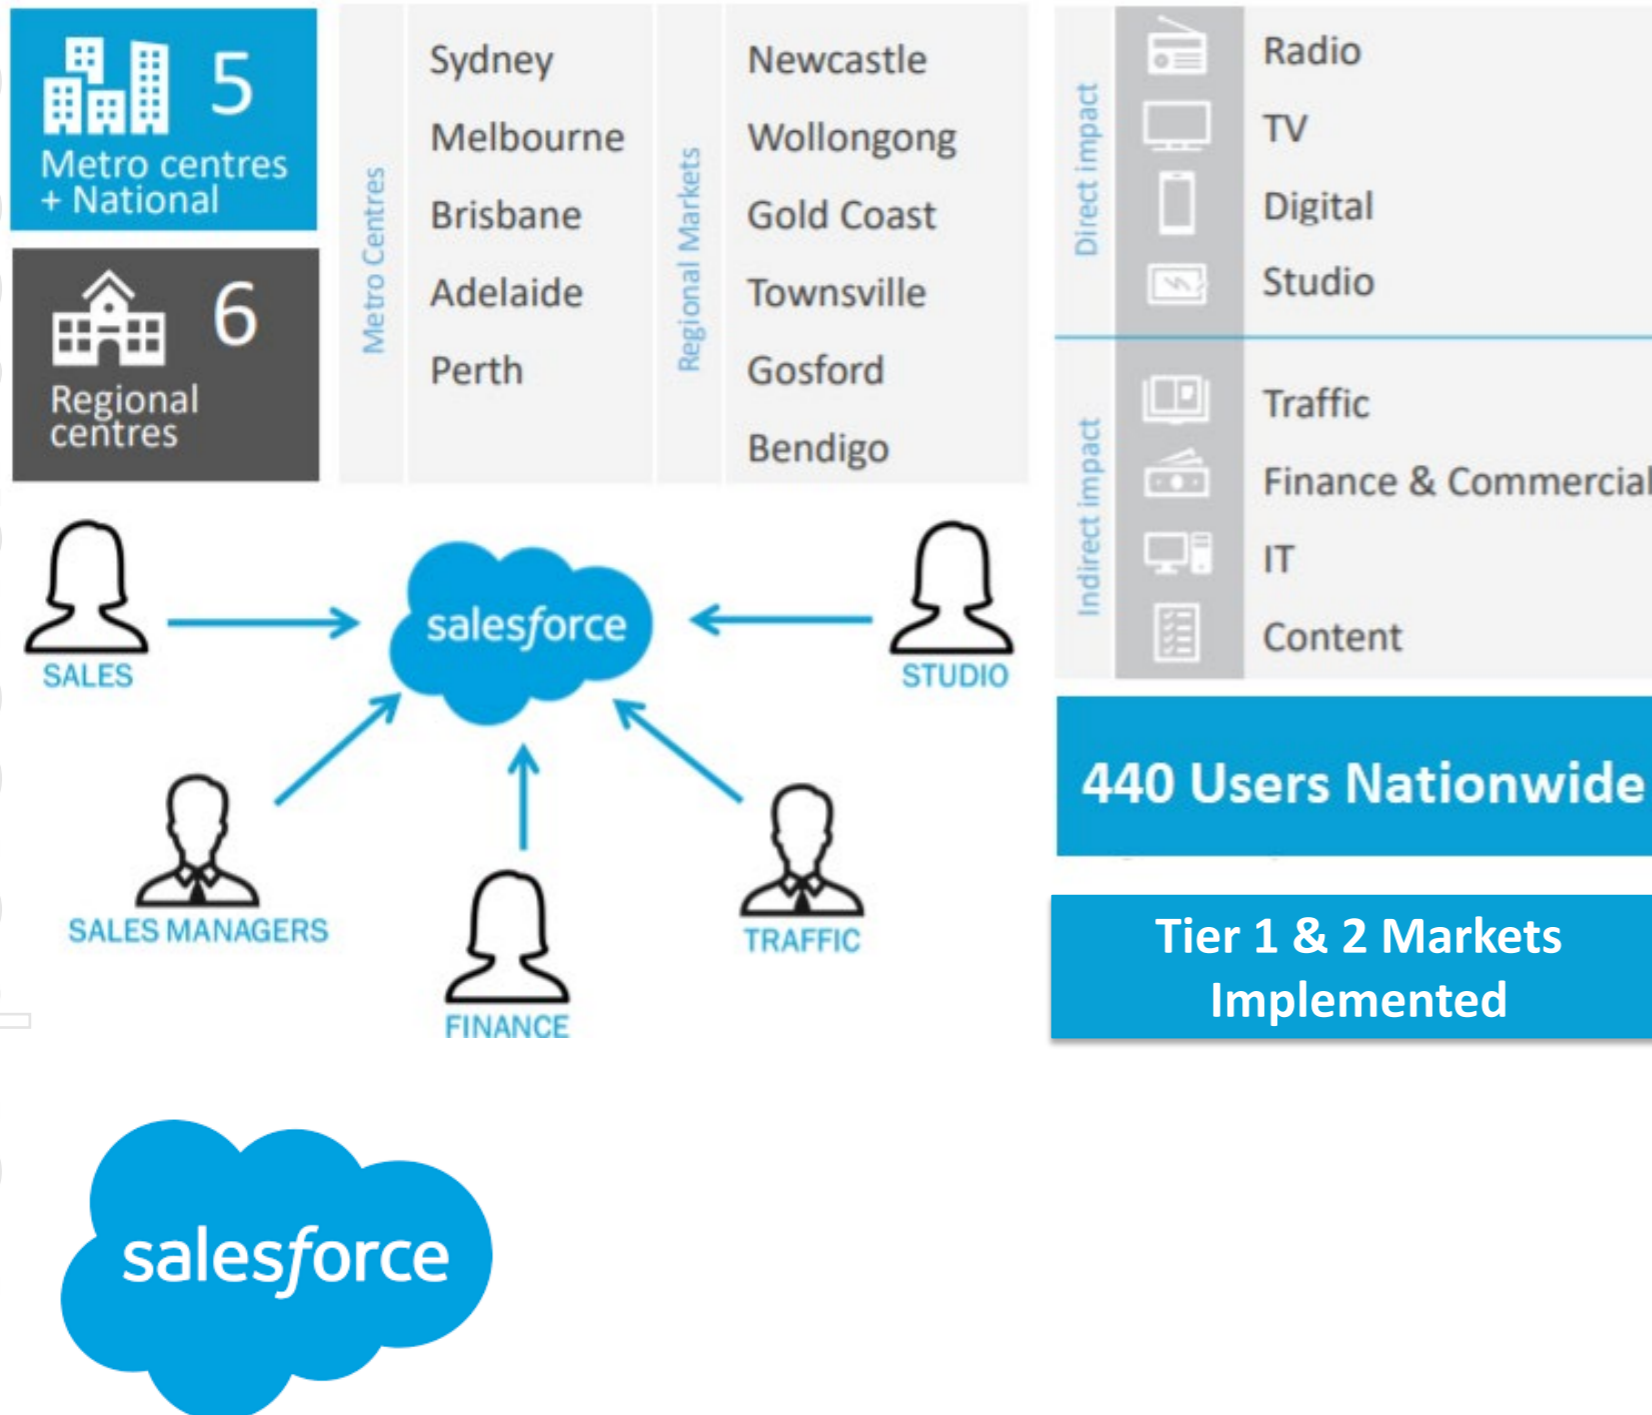 5
Metro centres
+ National
6
Regional
centres
Metro Centres
Sydney
Melbourne
Brisbane
Adelaide
Perth
Regional Markets
Newcastle
Wollongong
Gold Coast
Townsville
Gosford
Bendigo
Direct impact
Radio
TV
Digital
Studio
Indirect impact
Traffic
Finance & Commercial
IT
Content
salesforce
SALES
STUDIO
SALES MANAGERS
TRAFFIC
FINANCE
440 Users Nationwide
Tier 1 & 2 Markets
Implemented
salesforce